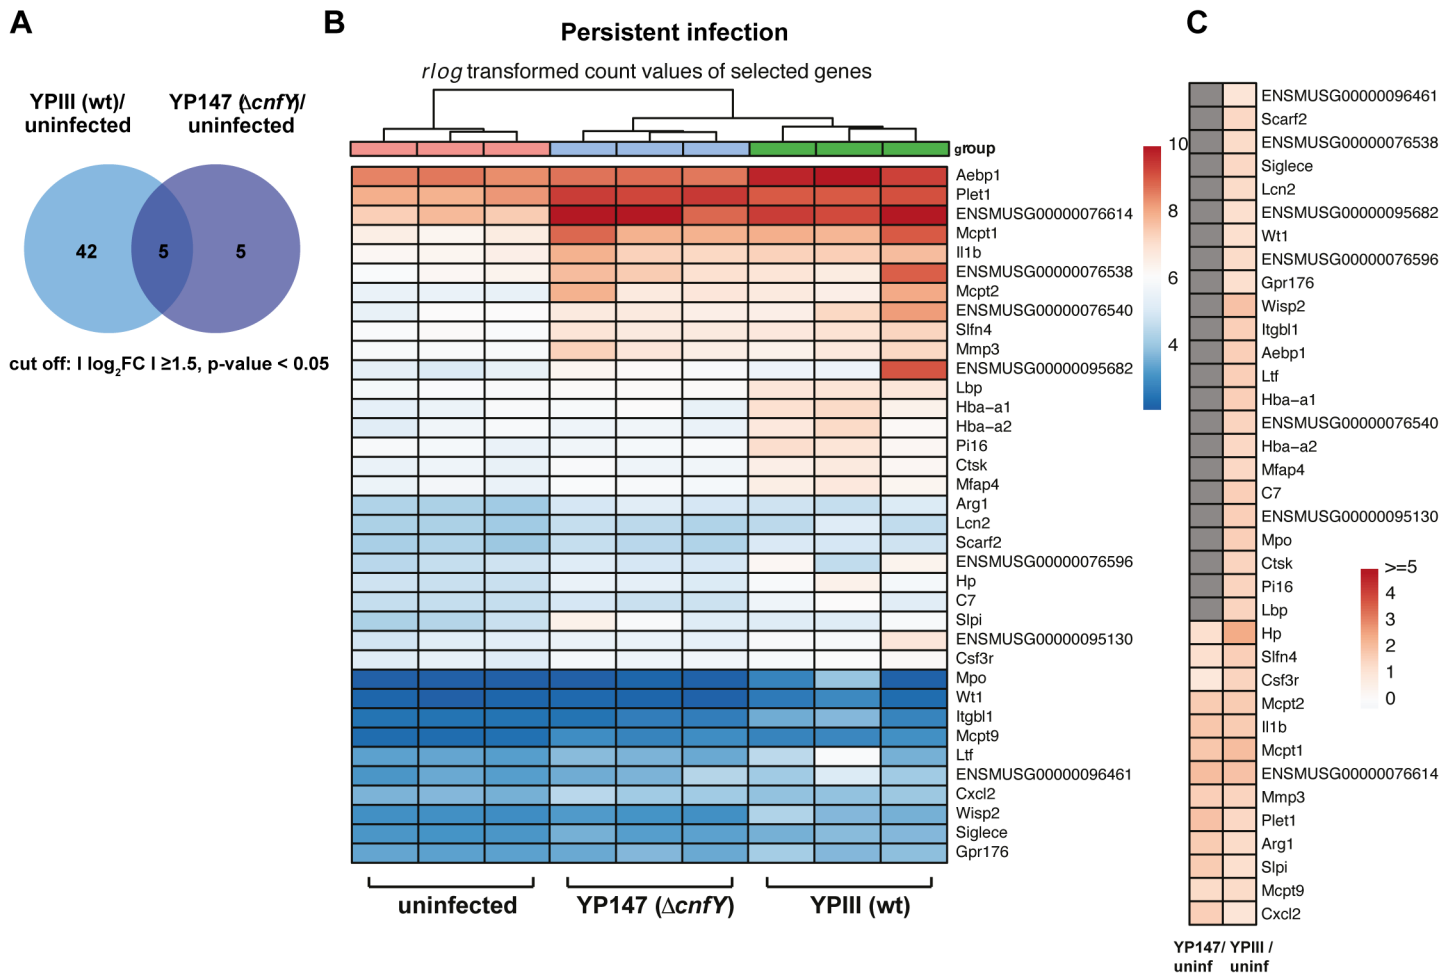 A
B
C
Persistent infection
rlog transformed count values of selected genes
YPIII (wt)/
uninfected
YP147 (ΔcnfY)/
uninfected
42
5
5
cut off: I log2FC I ≥1.5, p-value < 0.05
group
Aebp1
Plet1
ENSMUSG00000076614
Mcpt1
Il1b
ENSMUSG00000076538
Mcpt2
ENSMUSG00000076540
Slfn4
Mmp3
ENSMUSG00000095682
Lbp
Hba−a1
Hba−a2
Pi16
Ctsk
Mfap4
Arg1
Lcn2
Scarf2
ENSMUSG00000076596
Hp
C7
Slpi
ENSMUSG00000095130
Csf3r
Mpo
Wt1
Itgbl1
Mcpt9
Ltf
ENSMUSG00000096461
Cxcl2
Wisp2
Siglece
Gpr176
10
8
6
4
uninfected
YP147 (ΔcnfY)
YPIII (wt)
ENSMUSG00000096461
Scarf2
ENSMUSG00000076538
Siglece
Lcn2
ENSMUSG00000095682
Wt1
ENSMUSG00000076596
Gpr176
Wisp2
Itgbl1
Aebp1
Ltf
Hba−a1
ENSMUSG00000076540
Hba−a2
Mfap4
C7
ENSMUSG00000095130
Mpo
Ctsk
Pi16
Lbp
Hp
Slfn4
Csf3r
Mcpt2
Il1b
Mcpt1
ENSMUSG00000076614
Mmp3
Plet1
Arg1
Slpi
Mcpt9
Cxcl2
>=5
4
3
2
1
0
YP147/
uninf
YPIII /
uninf